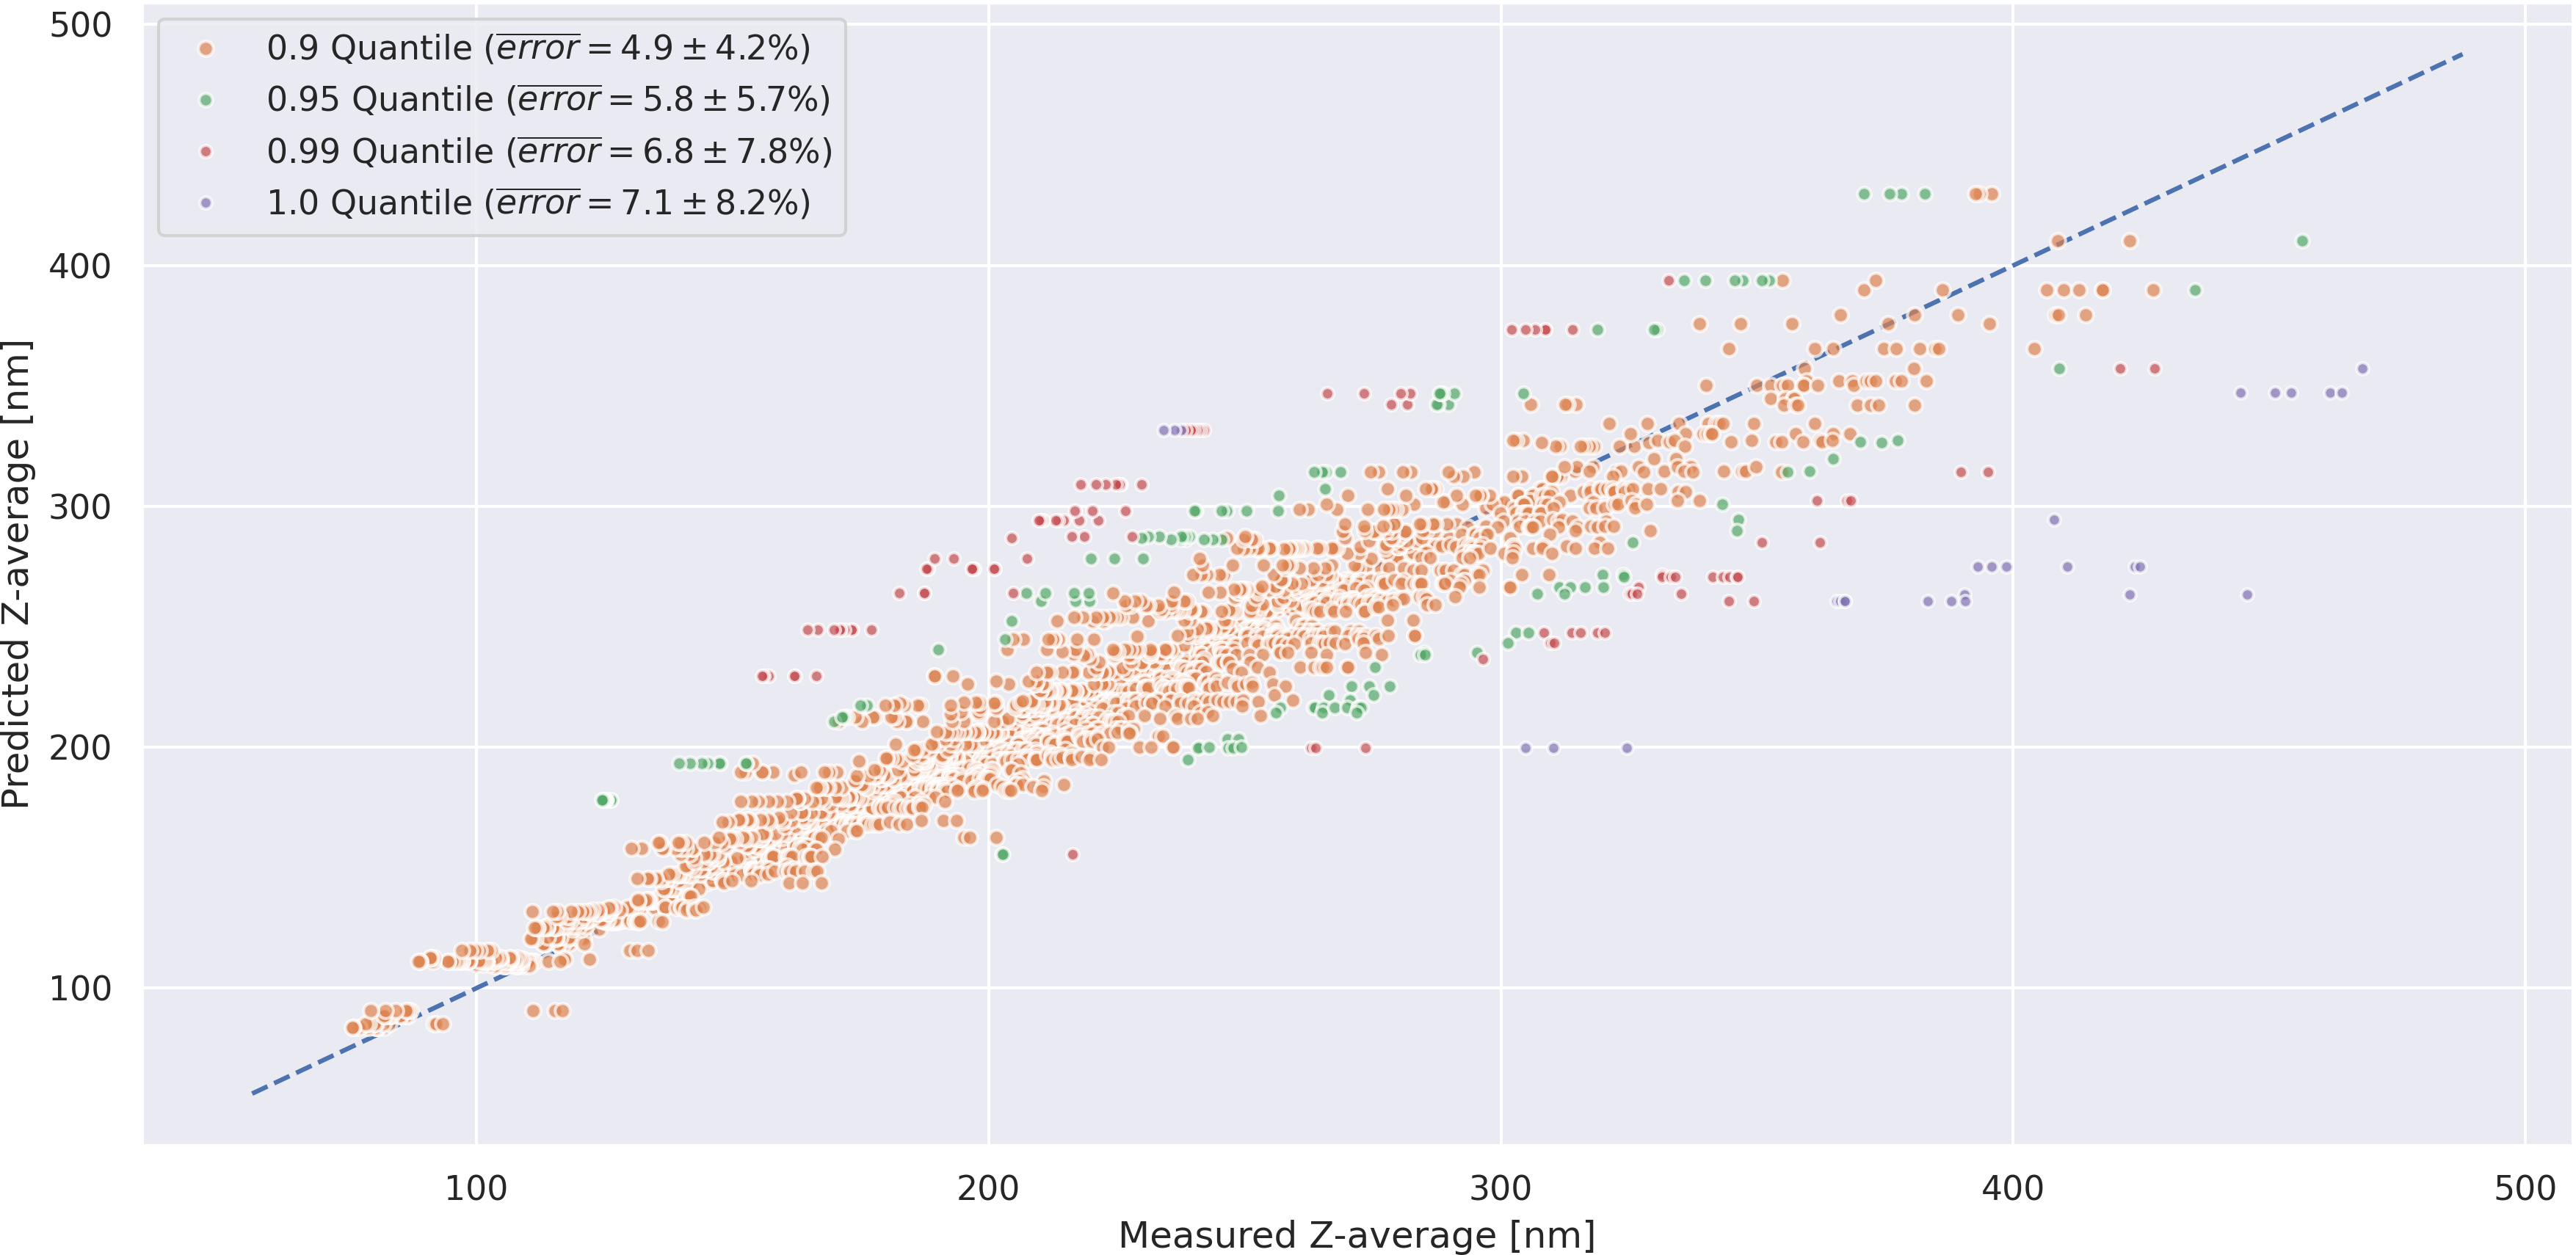 0.9 Quantile (error = 4.9 ± 4.2%)
0.95 Quantile (error = 5.8 ± 5.7%)
0.99 Quantile (error = 6.8 ± 7.8%)
1.0 Quantile (error = 7.1 ± 8.2%)
500
400
300
200
100
Predicted Z-average [nm]
100 200 300 400 500
Measured Z-average [nm]